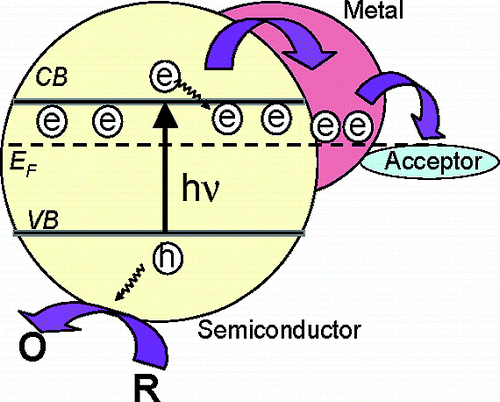 Metal
CB
e
e e e e e e
E_F
Acceptor
hν
VB
h
Semiconductor
O
R